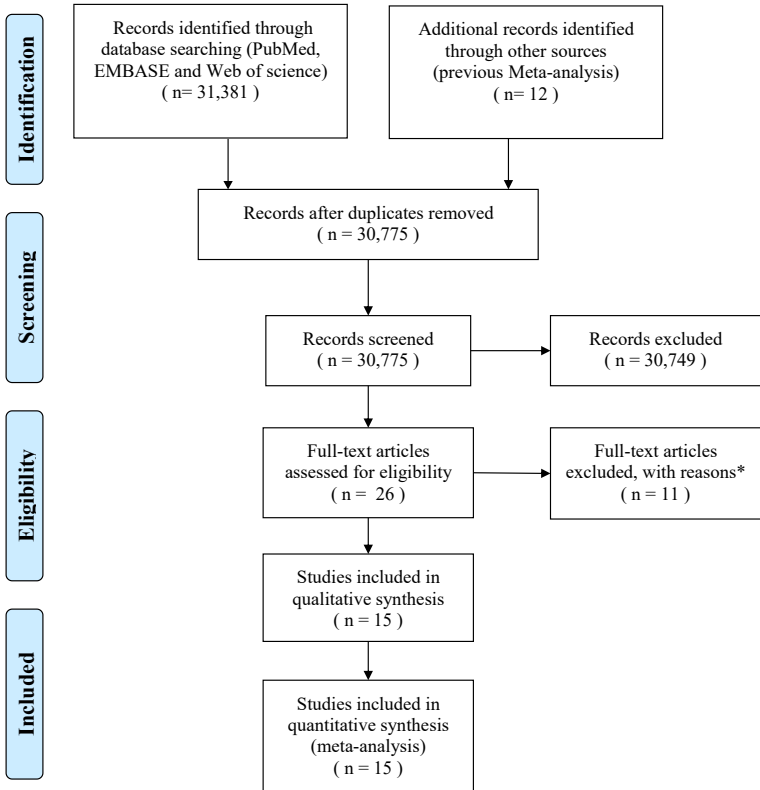 Identification
Records identified through
database searching (PubMed,
EMBASE and Web of science)
( n= 31,381 )
Additional records identified
through other sources
(previous Meta-analysis)
( n= 12 )
Records after duplicates removed
( n = 30,775 )
Screening
Records screened
( n = 30,775 )
Records excluded
( n = 30,749 )
Eligibility
Full-text articles
assessed for eligibility
( n = 26 )
Full-text articles
excluded, with reasons*
( n = 11 )
Studies included in
qualitative synthesis
( n = 15 )
Included
Studies included in
quantitative synthesis
(meta-analysis)
( n = 15 )